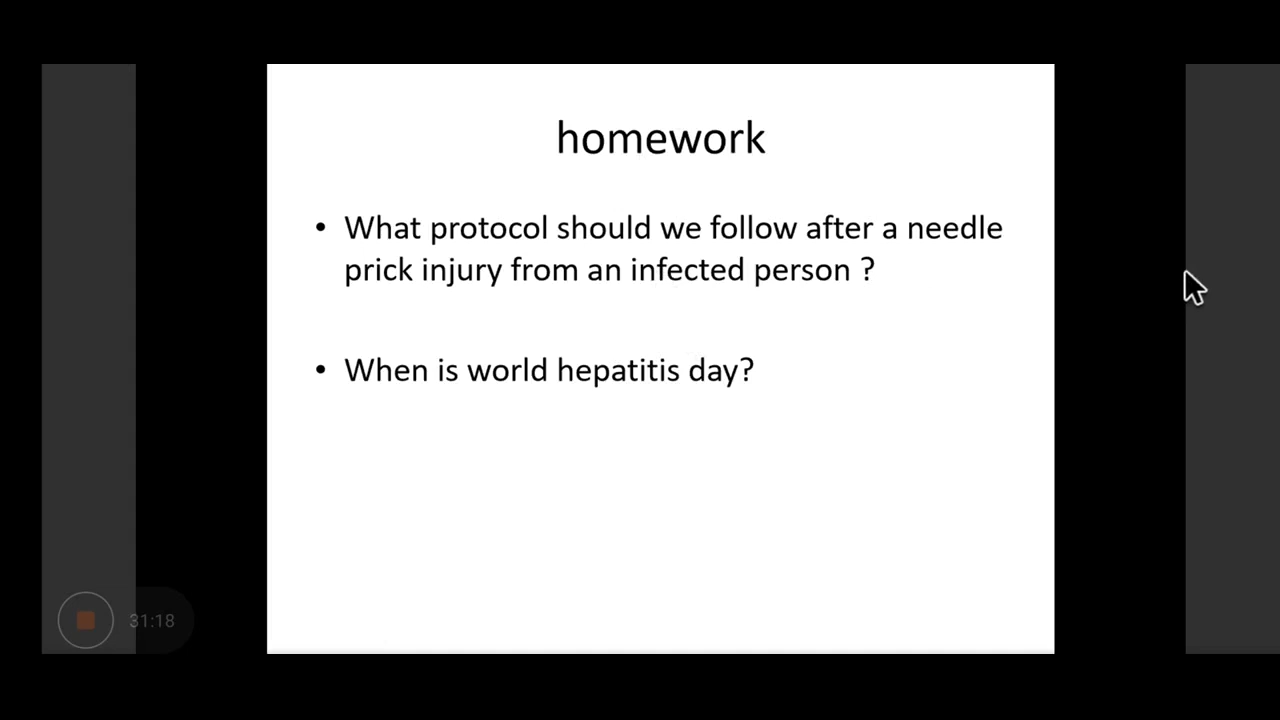 homework
• What protocol should we follow after a needle
prick injury from an infected person ?
• When is world hepatitis day?
31:18